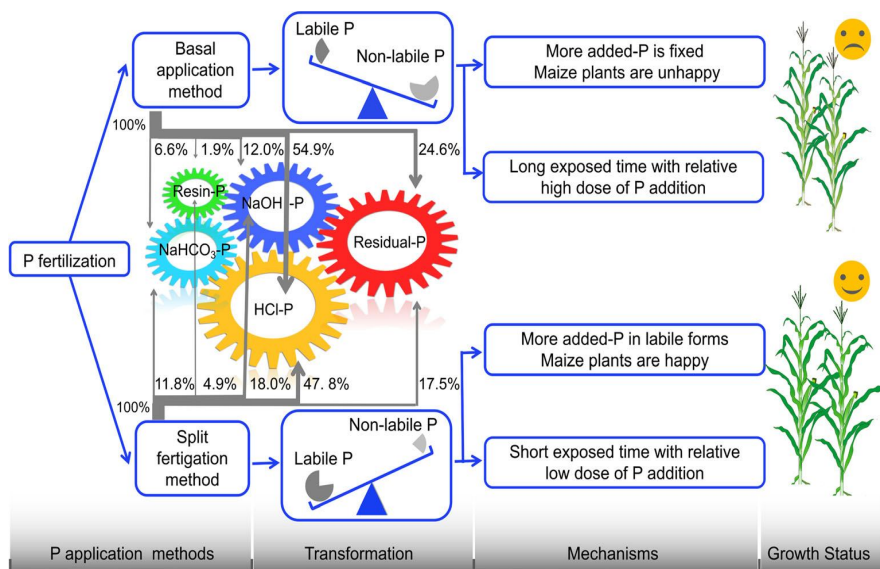 Basal
application
method
Labile P
Non-labile P
More added-P is fixed
Maize plants are unhappy
100%
6.6%
1.9%
12.0%
54.9%
24.6%
Resin-P
NaOH -P
NaHCO₃-P
Residual-P
HCl-P
Long exposed time with relative
high dose of P addition
P fertilization
More added-P in labile forms
Maize plants are happy
11.8%
4.9%
18.0%
47. 8%
17.5%
100%
Split
fertigation
method
Non-labile P
Labile P
Short exposed time with relative
low dose of P addition
P application methods
Transformation
Mechanisms
Growth Status